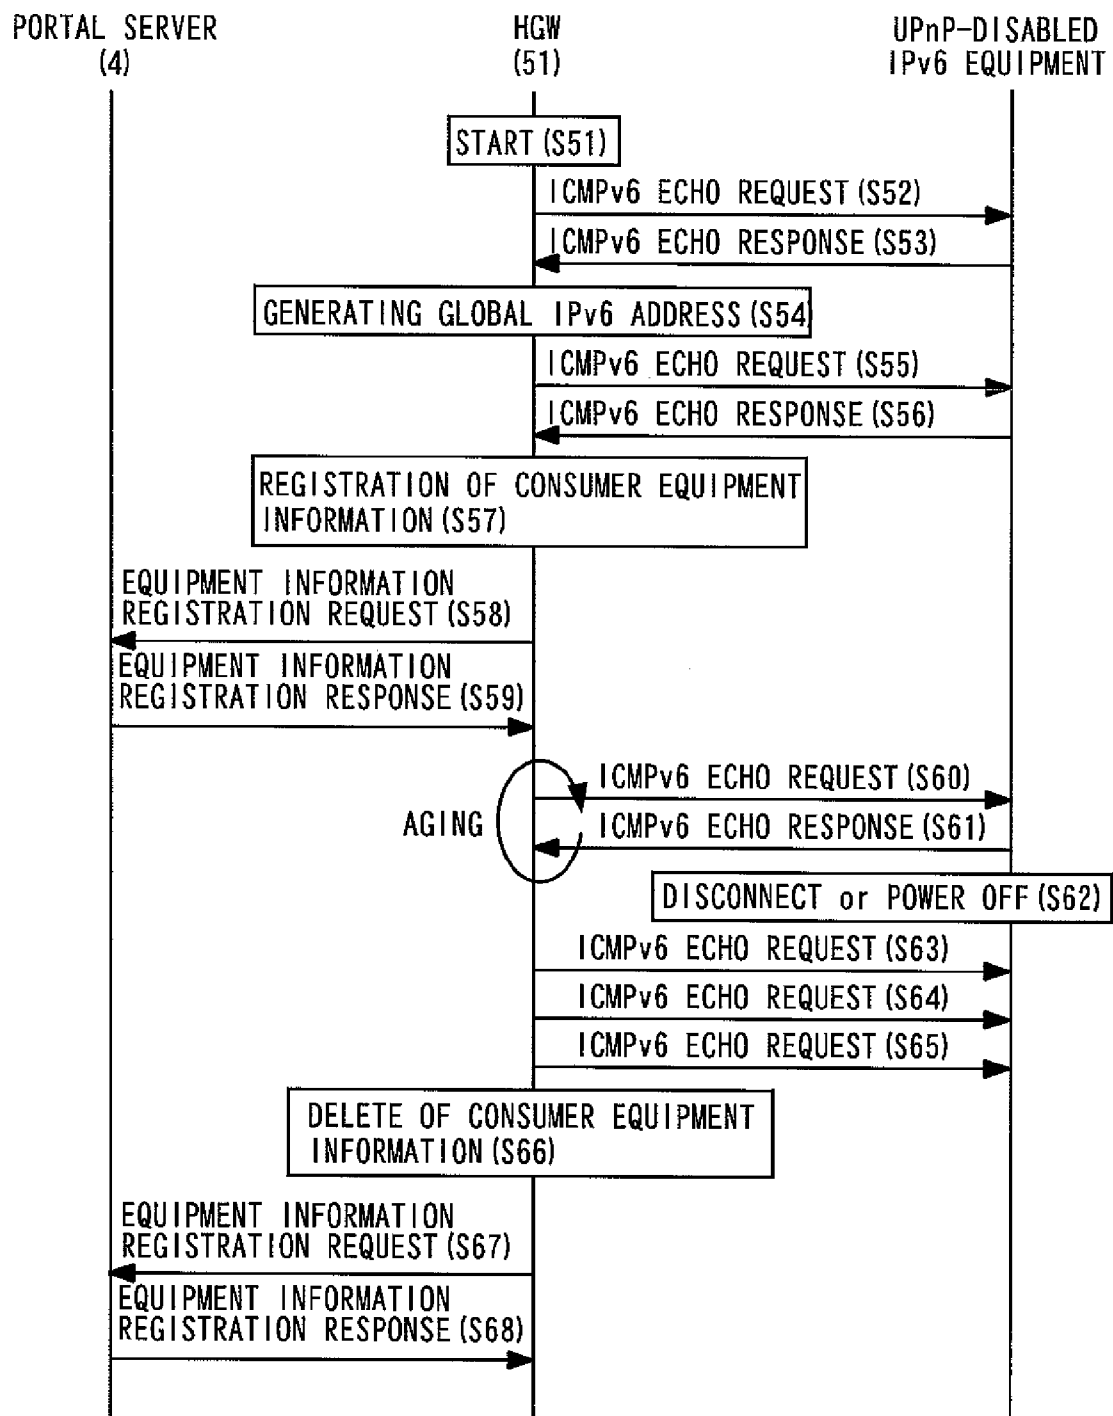 PORTAL SERVER
(4)
HGW
(51)
UPnP-DISABLED
IPv6 EQUIPMENT
START(S51)
ICMPv6 ECHO REQUEST(S52)
ICMPv6 ECHO RESPONSE(S53)
GENERATING GLOBAL IPv6 ADDRESS(S54)
ICMPv6 ECHO REQUEST(S55)
ICMPv6 ECHO RESPONSE(S56)
REGISTRATION OF CONSUMER EQUIPMENT
INFORMATION(S57)
EQUIPMENT INFORMATION
REGISTRATION REQUEST(S58)
EQUIPMENT INFORMATION
REGISTRATION RESPONSE(S59)
ICMPv6 ECHO REQUEST(S60)
AGING
ICMPv6 ECHO RESPONSE(S61)
DISCONNECT or POWER OFF(S62)
ICMPv6 ECHO REQUEST(S63)
ICMPv6 ECHO REQUEST(S64)
ICMPv6 ECHO REQUEST(S65)
DELETE OF CONSUMER EQUIPMENT
INFORMATION(S66)
EQUIPMENT INFORMATION
REGISTRATION REQUEST(S67)
EQUIPMENT INFORMATION
REGISTRATION RESPONSE(S68)